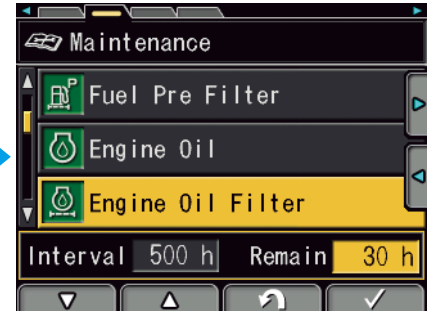 Maintenance
P
Fuel Pre Filter
Engine Oil
Engine Oil Filter
Interval 500 h Remain 30 h